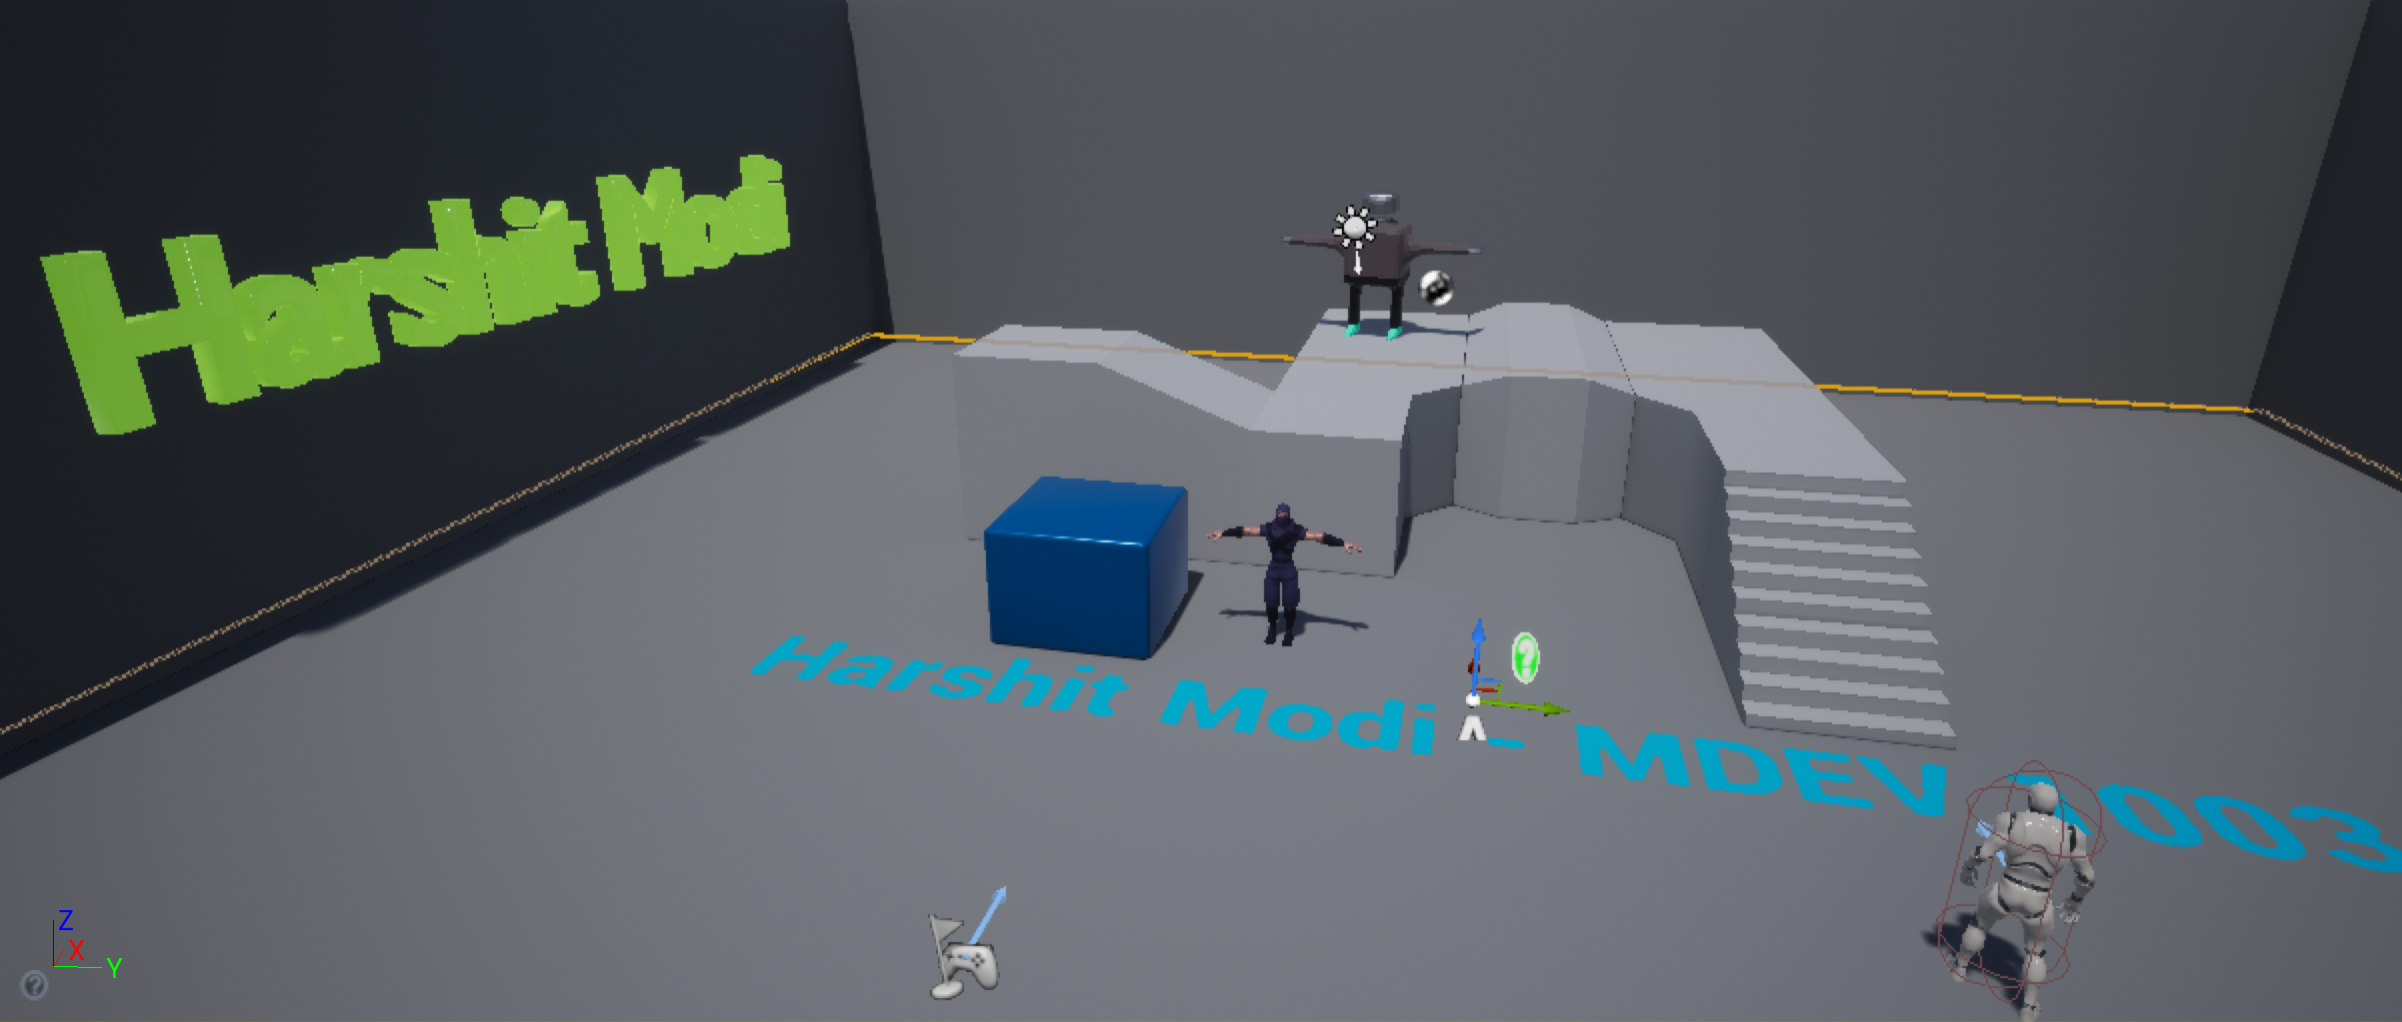 Harshit Modi
Harshit Modi - MDEV
Z
X
Y
?
?